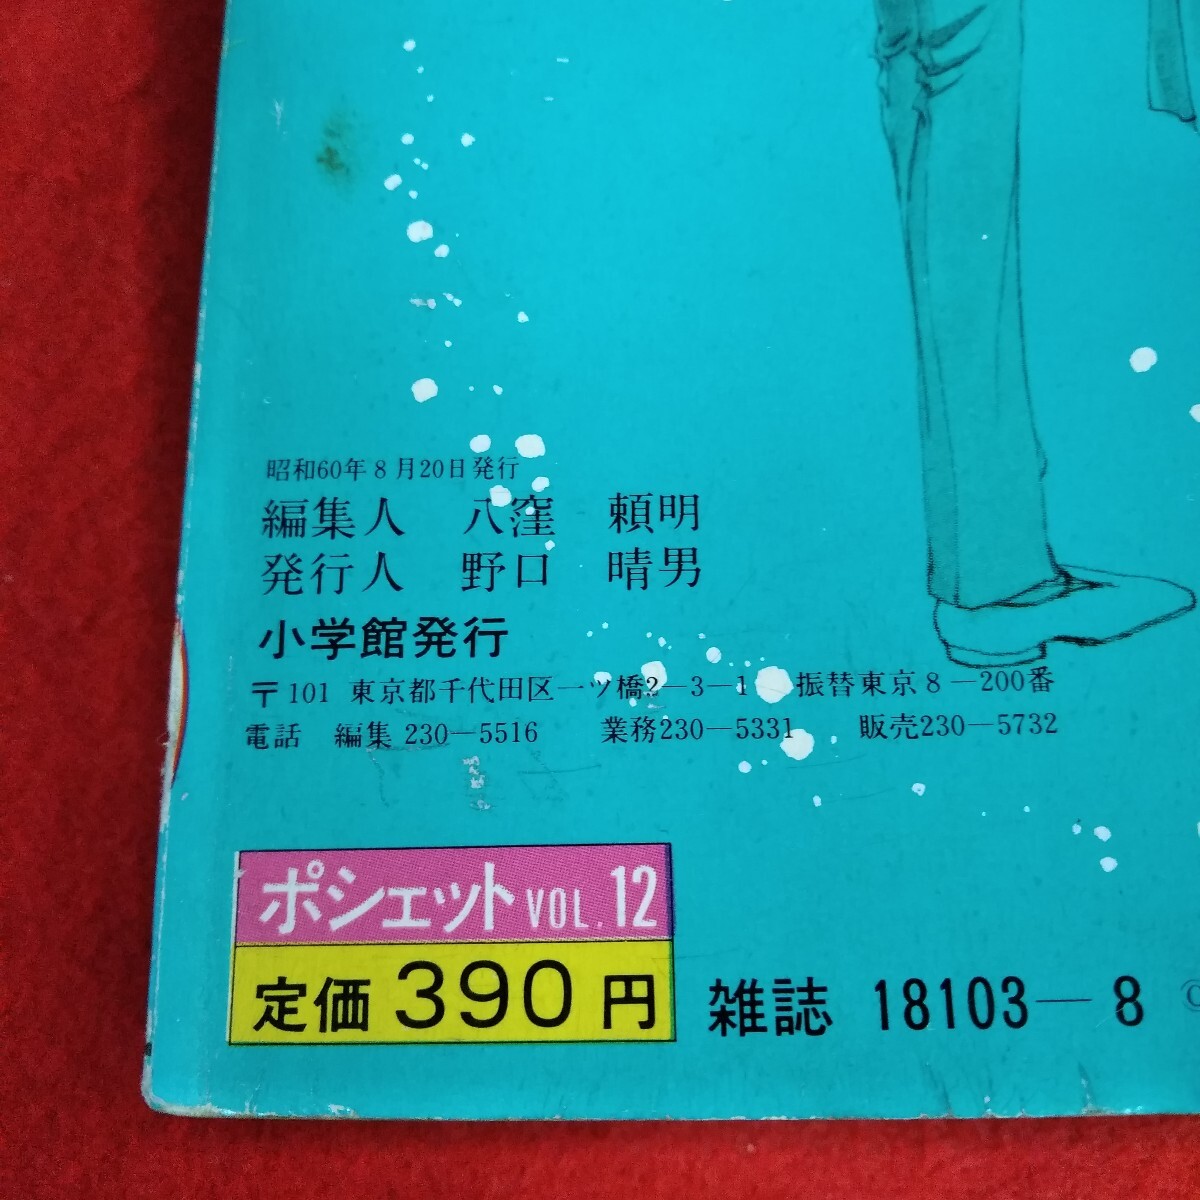 昭和60年8月20日発行
編集人 八窪 頼明
発行人 野口 晴男
小学館発行
〒101 東京都千代田区一ツ橋2―3―1 振替東京8―200番
電話 編集 230―5516 業務230―5331 販売230―5732
ポシェット VOL.12
定価 390 円
雑誌 18103―8
©